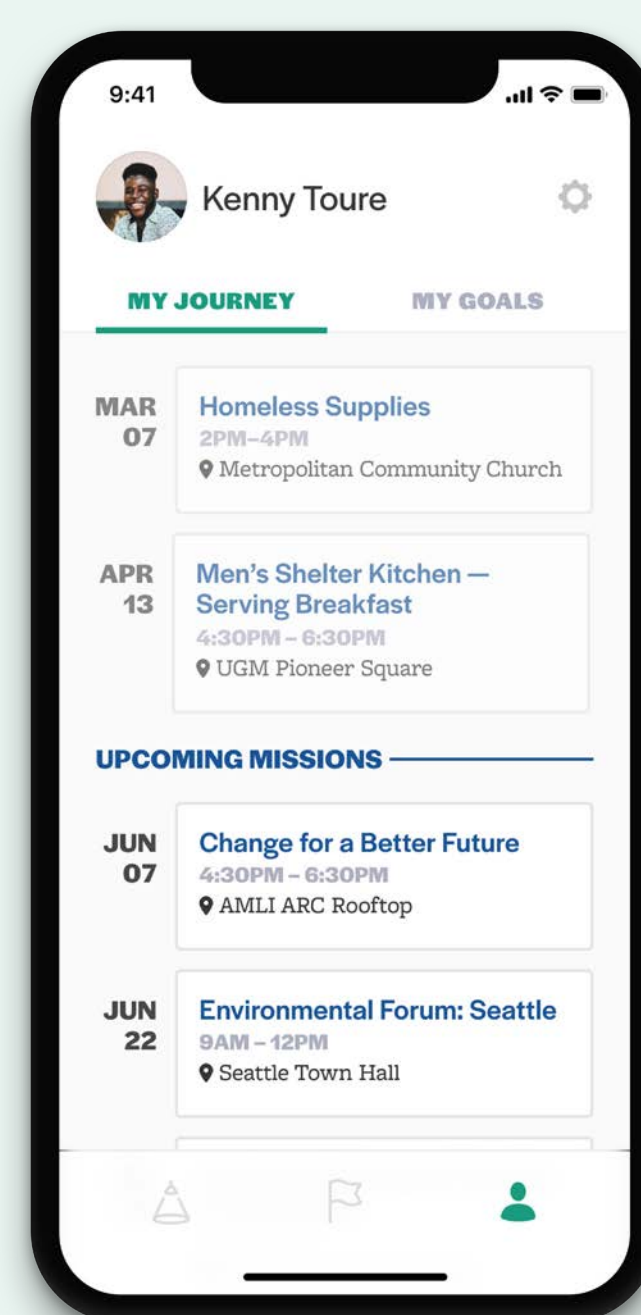 9:41
Kenny Toure
MY JOURNEY MY GOALS
MAR
07
Homeless Supplies
2PM–4PM
Metropolitan Community Church
APR
13
Men’s Shelter Kitchen —
Serving Breakfast
4:30PM – 6:30PM
UGM Pioneer Square
UPCOMING MISSIONS
JUN
07
Change for a Better Future
4:30PM – 6:30PM
AMLI ARC Rooftop
JUN
22
Environmental Forum: Seattle
9AM – 12PM
Seattle Town Hall